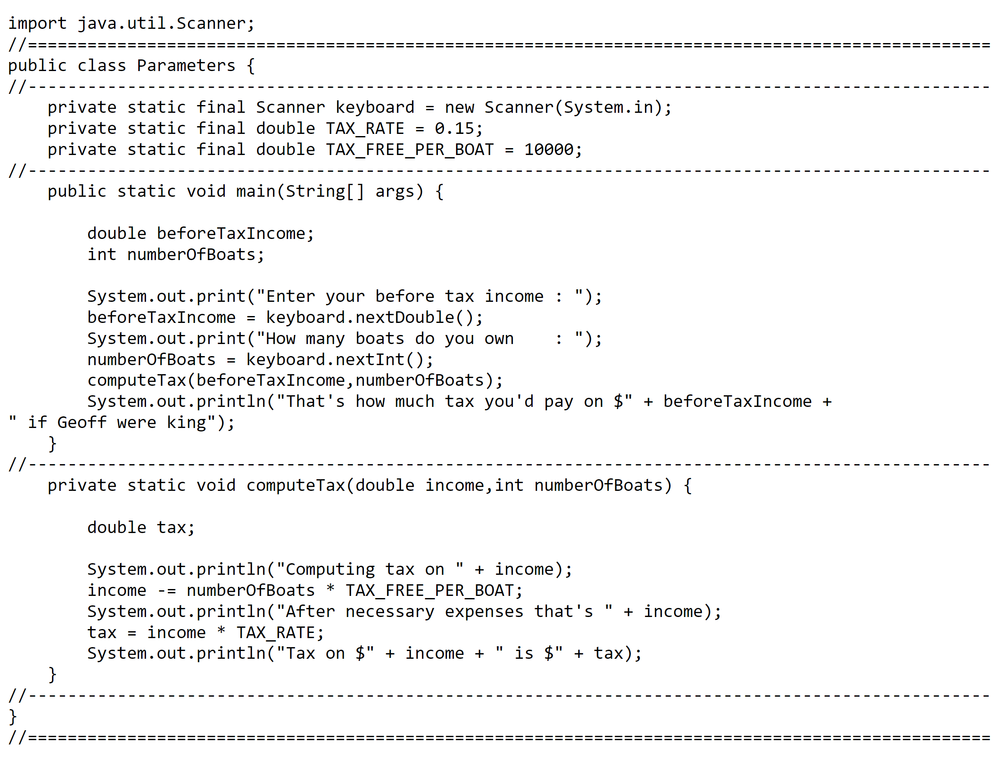 import java.util.Scanner;
//=================================================================================================
public class Parameters {
//-------------------------------------------------------------------------------------------------
    private static final Scanner keyboard = new Scanner(System.in);
    private static final double TAX_RATE = 0.15;
    private static final double TAX_FREE_PER_BOAT = 10000;
//-------------------------------------------------------------------------------------------------
    public static void main(String[] args) {

        double beforeTaxIncome;
        int numberOfBoats;

        System.out.print("Enter your before tax income : ");
        beforeTaxIncome = keyboard.nextDouble();
        System.out.print("How many boats do you own    : ");
        numberOfBoats = keyboard.nextInt();
        computeTax(beforeTaxIncome,numberOfBoats);
        System.out.println("That's how much tax you'd pay on $" + beforeTaxIncome +
" if Geoff were king");
    }
//-------------------------------------------------------------------------------------------------
    private static void computeTax(double income,int numberOfBoats) {

        double tax;

        System.out.println("Computing tax on " + income);
        income -= numberOfBoats * TAX_FREE_PER_BOAT;
        System.out.println("After necessary expenses that's " + income);
        tax = income * TAX_RATE;
        System.out.println("Tax on $" + income + " is $" + tax);
    }
//-------------------------------------------------------------------------------------------------
}
//=================================================================================================